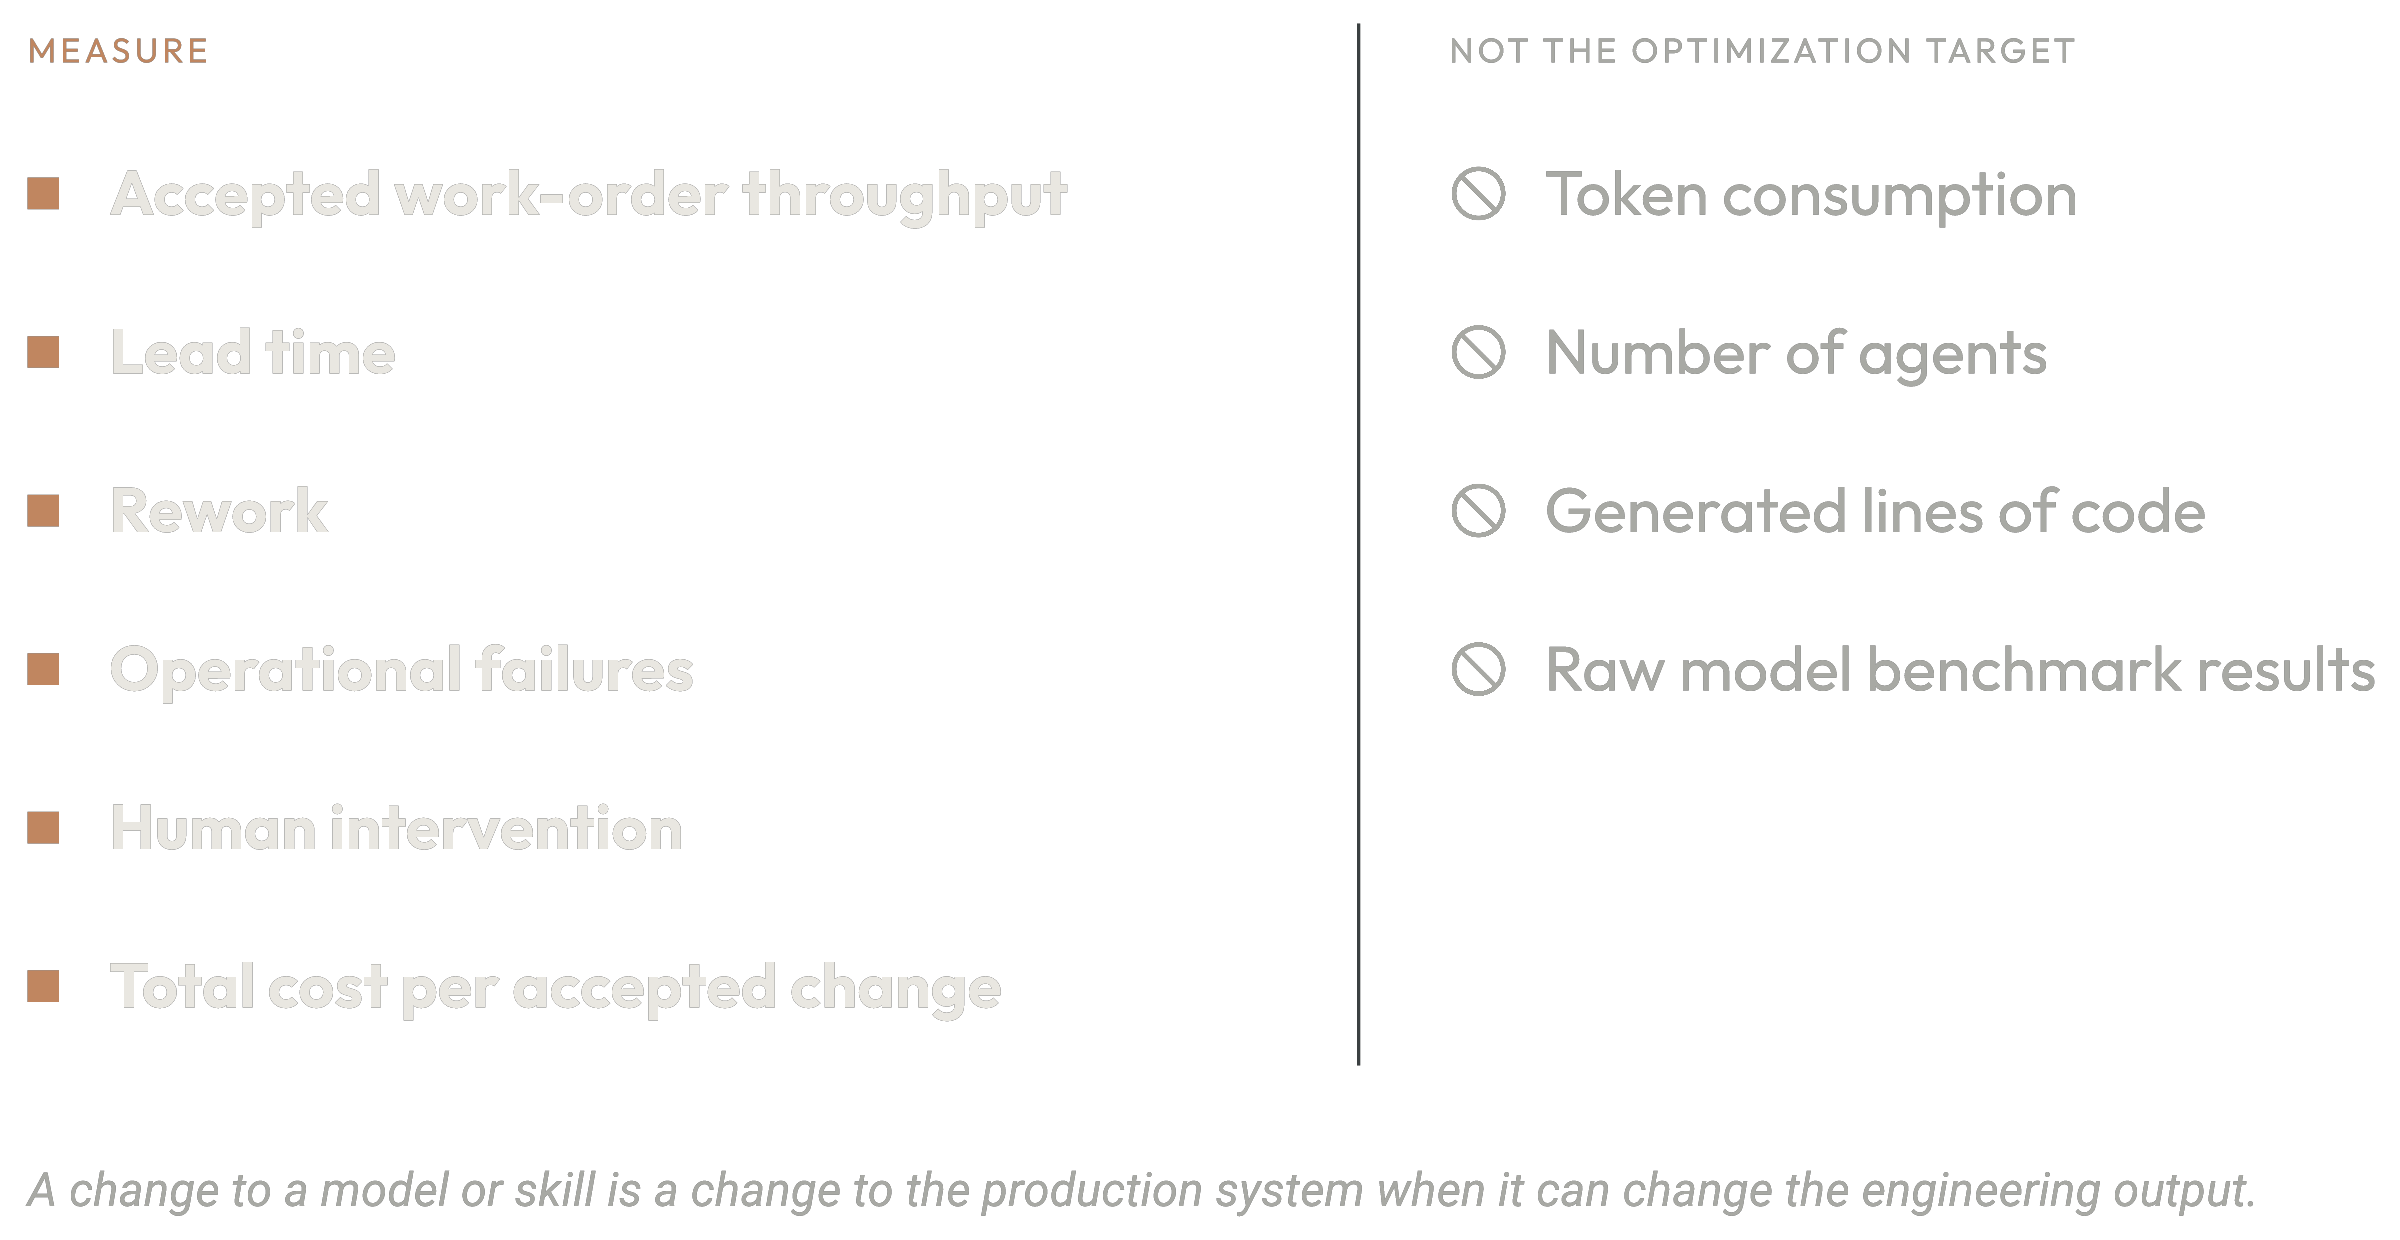 MEASURE
Accepted work-order throughput
Lead time
Rework
Operational failures
Human intervention
Total cost per accepted change
NOT THE OPTIMIZATION TARGET
Token consumption
Number of agents
Generated lines of code
Raw model benchmark results
A change to a model or skill is a change to the production system when it can change the engineering output.